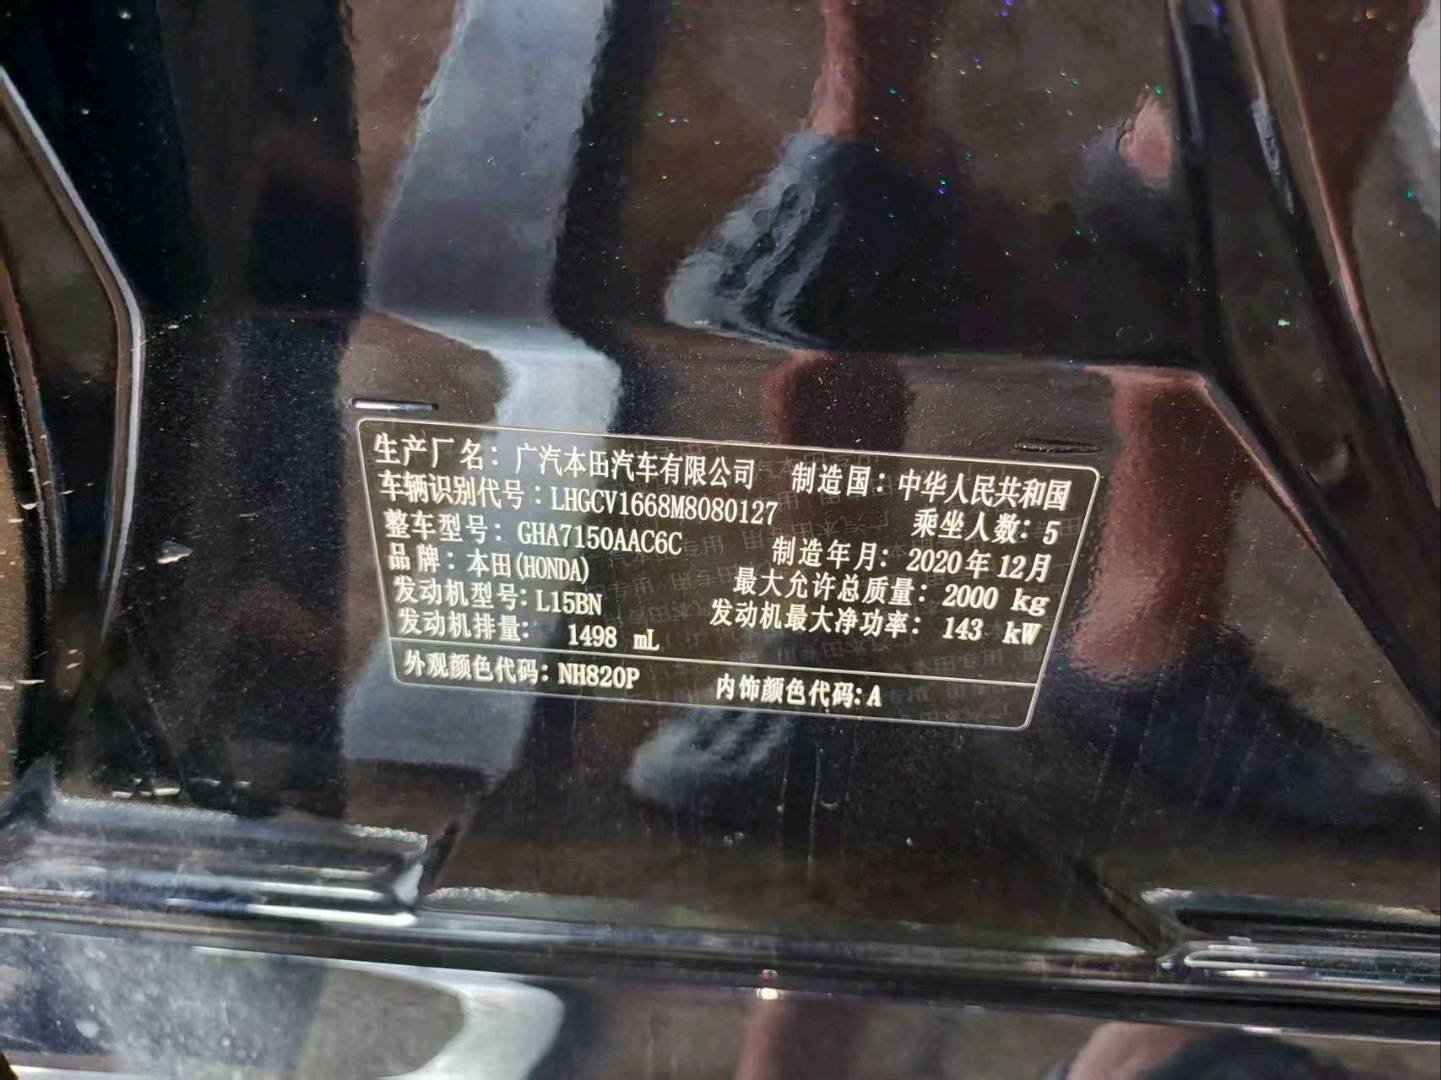 生产厂名：广汽本田汽车有限公司 制造国：中华人民共和国
车辆识别代号：LHGCV1668M8080127 乘坐人数：5
整车型号：GHA7150AAC6C 制造年月：2020年12月
品牌：本田(HONDA) 最大允许总质量：2000 kg
发动机型号：L15BN 发动机最大净功率：143 kW
发动机排量：1498 mL
外观颜色代码：NH820P 内饰颜色代码：A